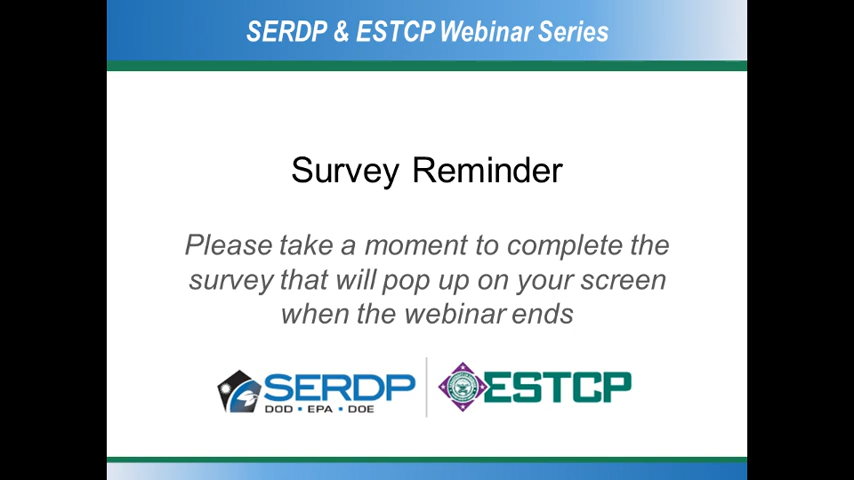 SERDP & ESTCP Webinar Series
Survey Reminder
Please take a moment to complete the
survey that will pop up on your screen
when the webinar ends
SERDP
DOD • EPA • DOE
ESTCP